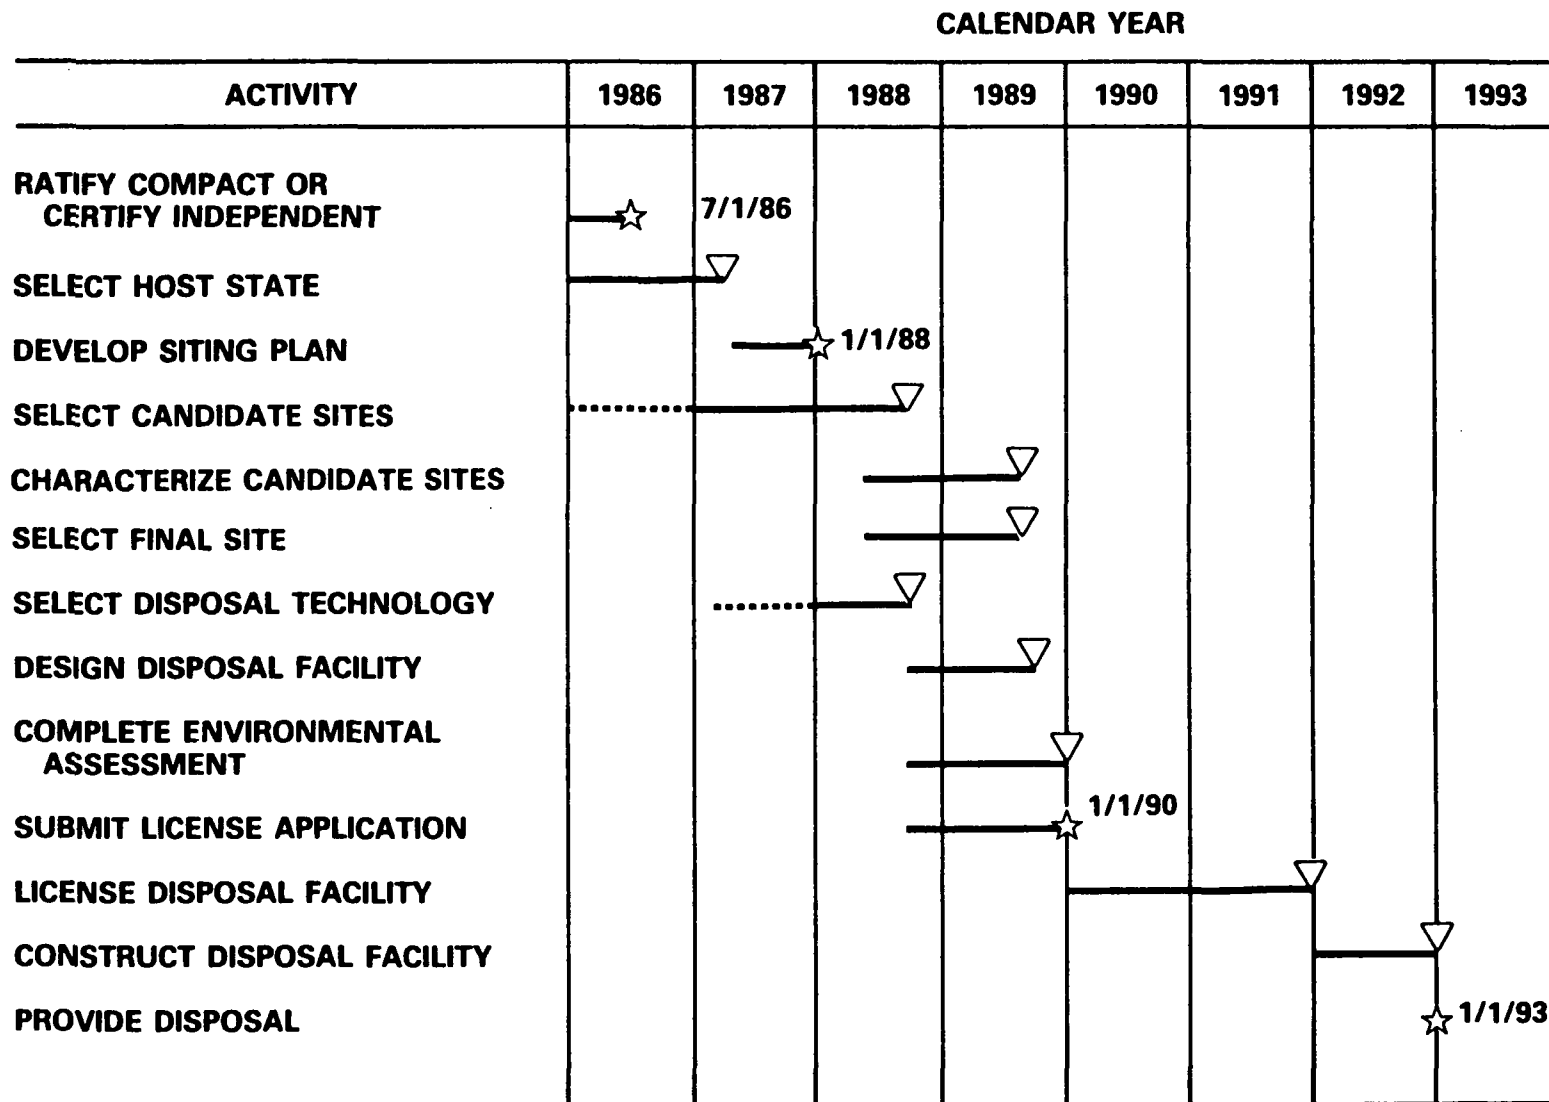 CALENDAR YEAR
ACTIVITY 1986 1987 1988 1989 1990 1991 1992 1993
RATIFY COMPACT OR
CERTIFY INDEPENDENT 7/1/86
SELECT HOST STATE
DEVELOP SITING PLAN 1/1/88
SELECT CANDIDATE SITES
CHARACTERIZE CANDIDATE SITES
SELECT FINAL SITE
SELECT DISPOSAL TECHNOLOGY
DESIGN DISPOSAL FACILITY
COMPLETE ENVIRONMENTAL
ASSESSMENT
1/1/90
SUBMIT LICENSE APPLICATION
LICENSE DISPOSAL FACILITY
CONSTRUCT DISPOSAL FACILITY
PROVIDE DISPOSAL 1/1/93